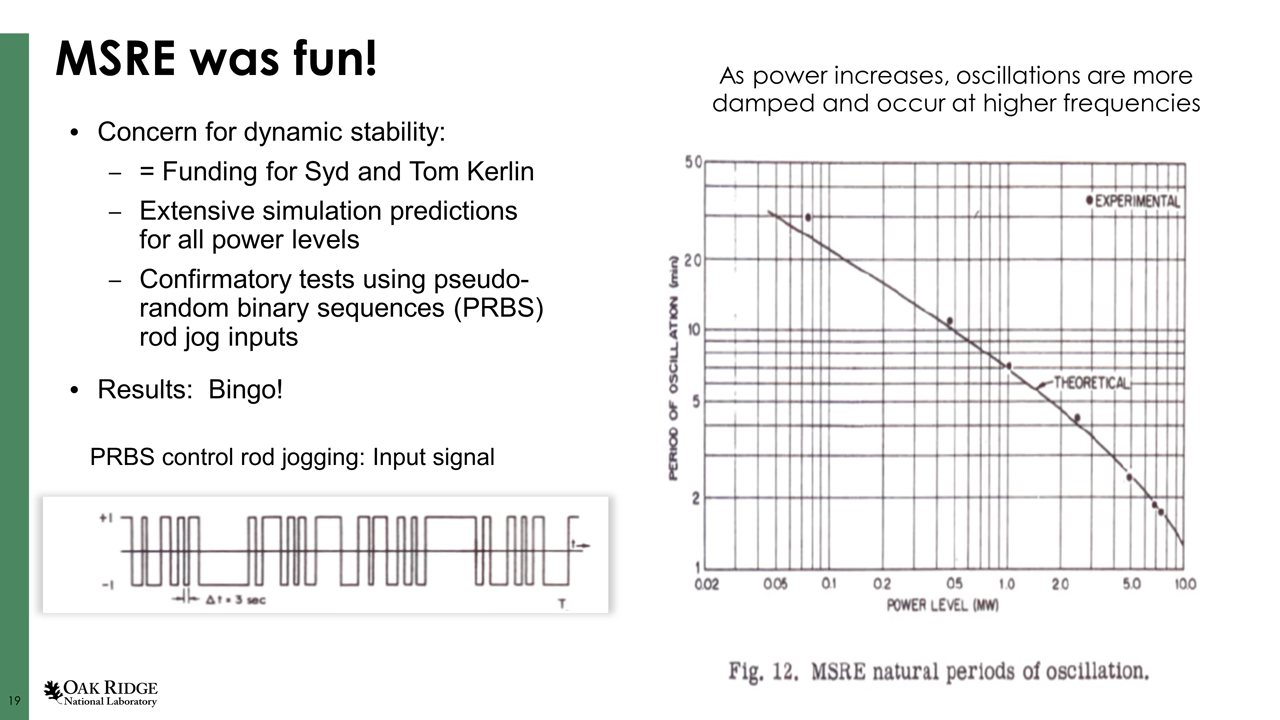 MSRE was fun!
• Concern for dynamic stability:
– = Funding for Syd and Tom Kerlin
– Extensive simulation predictions
for all power levels
– Confirmatory tests using pseudo-
random binary sequences (PRBS)
rod jog inputs
• Results: Bingo!
PRBS control rod jogging: Input signal
+1
t
-1
Δt = 3 sec
T
As power increases, oscillations are more
damped and occur at higher frequencies
50
20
10
5
2
1
PERIOD OF OSCILLATION (min)
• EXPERIMENTAL
THEORETICAL
0.02 0.05 0.1 0.2 0.5 1.0 2.0 5.0 10.0
POWER LEVEL (MW)
Fig. 12. MSRE natural periods of oscillation.
19
OAK RIDGE
National Laboratory